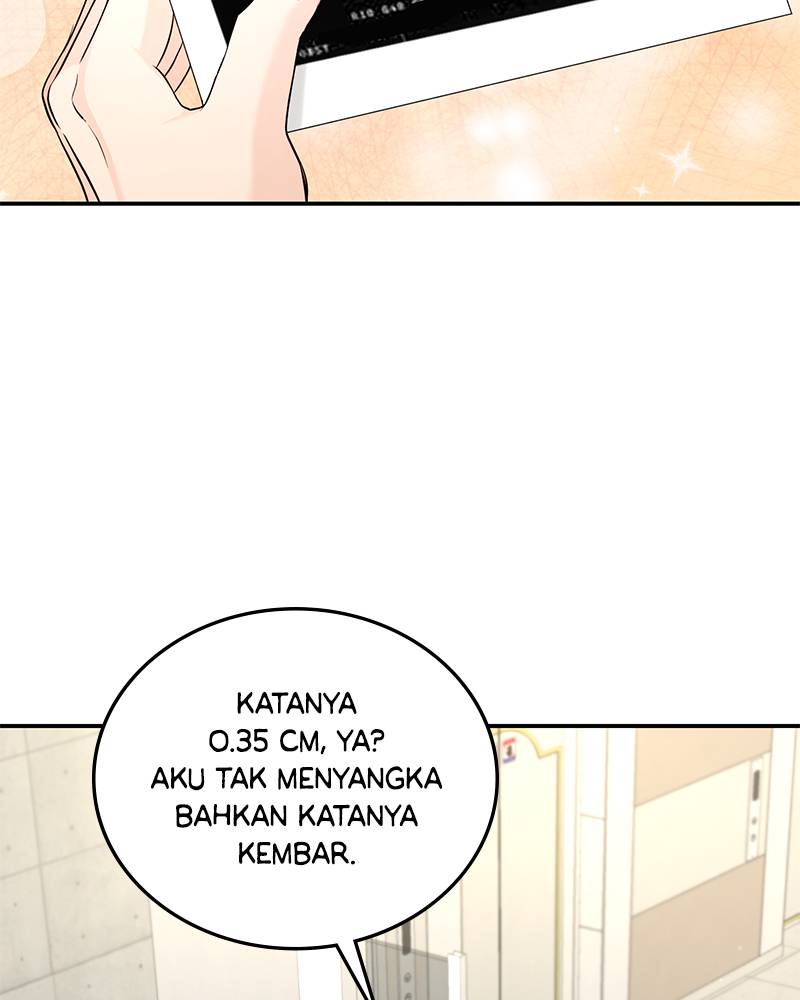 KATANYA
0.35 CM, YA?
AKU TAK MENYANGKA
BAHKAN KATANYA
KEMBAR.